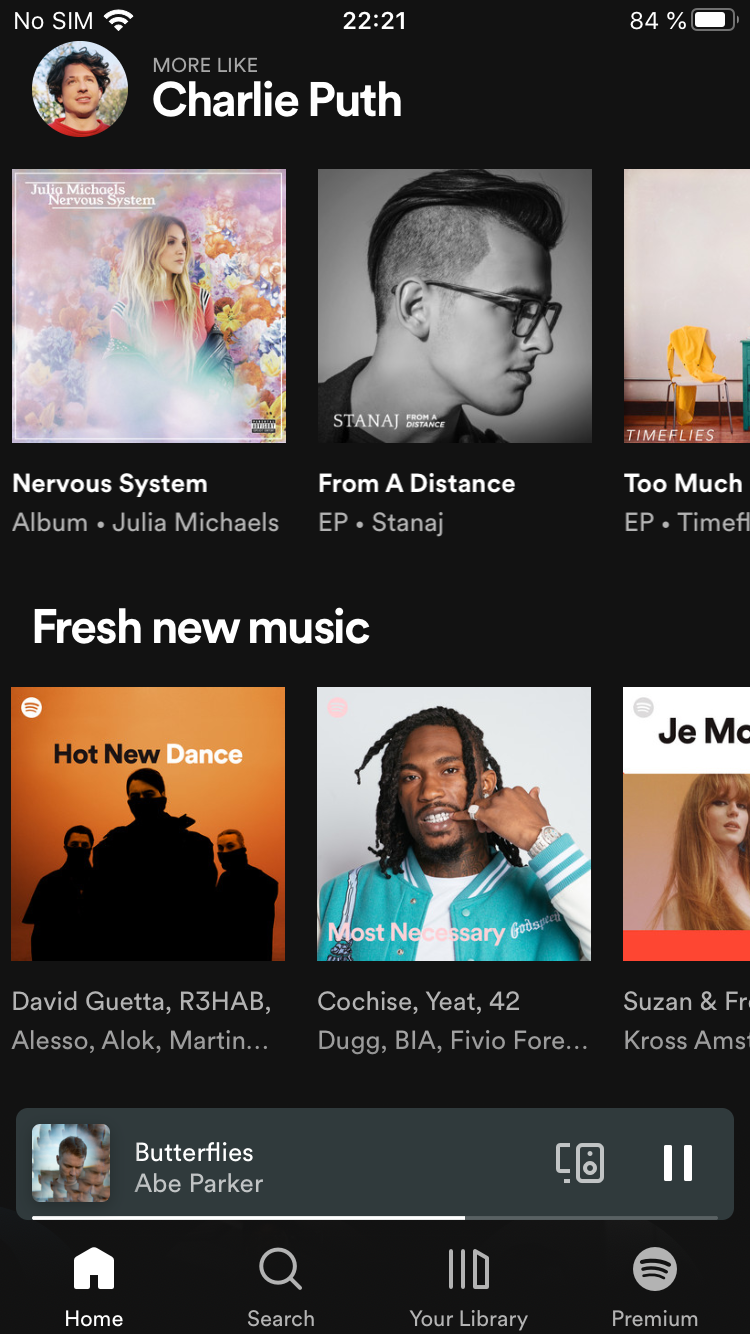 No SIM 22:21 84 %
MORE LIKE
Charlie Puth
Julia Michaels
Nervous System
STANAJ FROM A
DISTANCE
TIMEFLIES
Nervous System
From A Distance
Too Much
Album • Julia Michaels
EP • Stanaj
EP • Timefl
Fresh new music
Hot New Dance
Je Mo
Most Necessary Godspeed
David Guetta, R3HAB,
Alesso, Alok, Martin...
Cochise, Yeat, 42
Dugg, BIA, Fivio Fore...
Suzan & Fr
Kross Amst
Butterflies
Abe Parker
Home
Search
Your Library
Premium